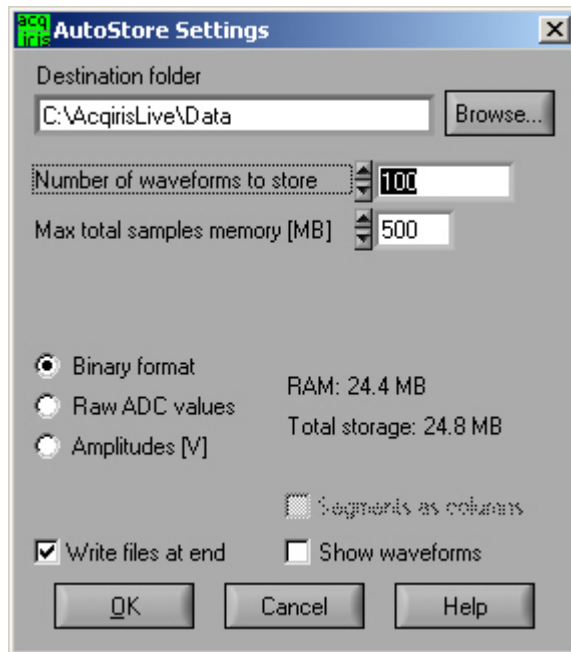 acq
iris
AutoStore Settings
Destination folder
C:\AcqirisLive\Data
Browse...
Number of waveforms to store
100
Max total samples memory [MB]
500
Binary format
Raw ADC values
Amplitudes [V]
RAM: 24.4 MB
Total storage: 24.8 MB
Segments as columns
Write files at end
Show waveforms
OK
Cancel
Help